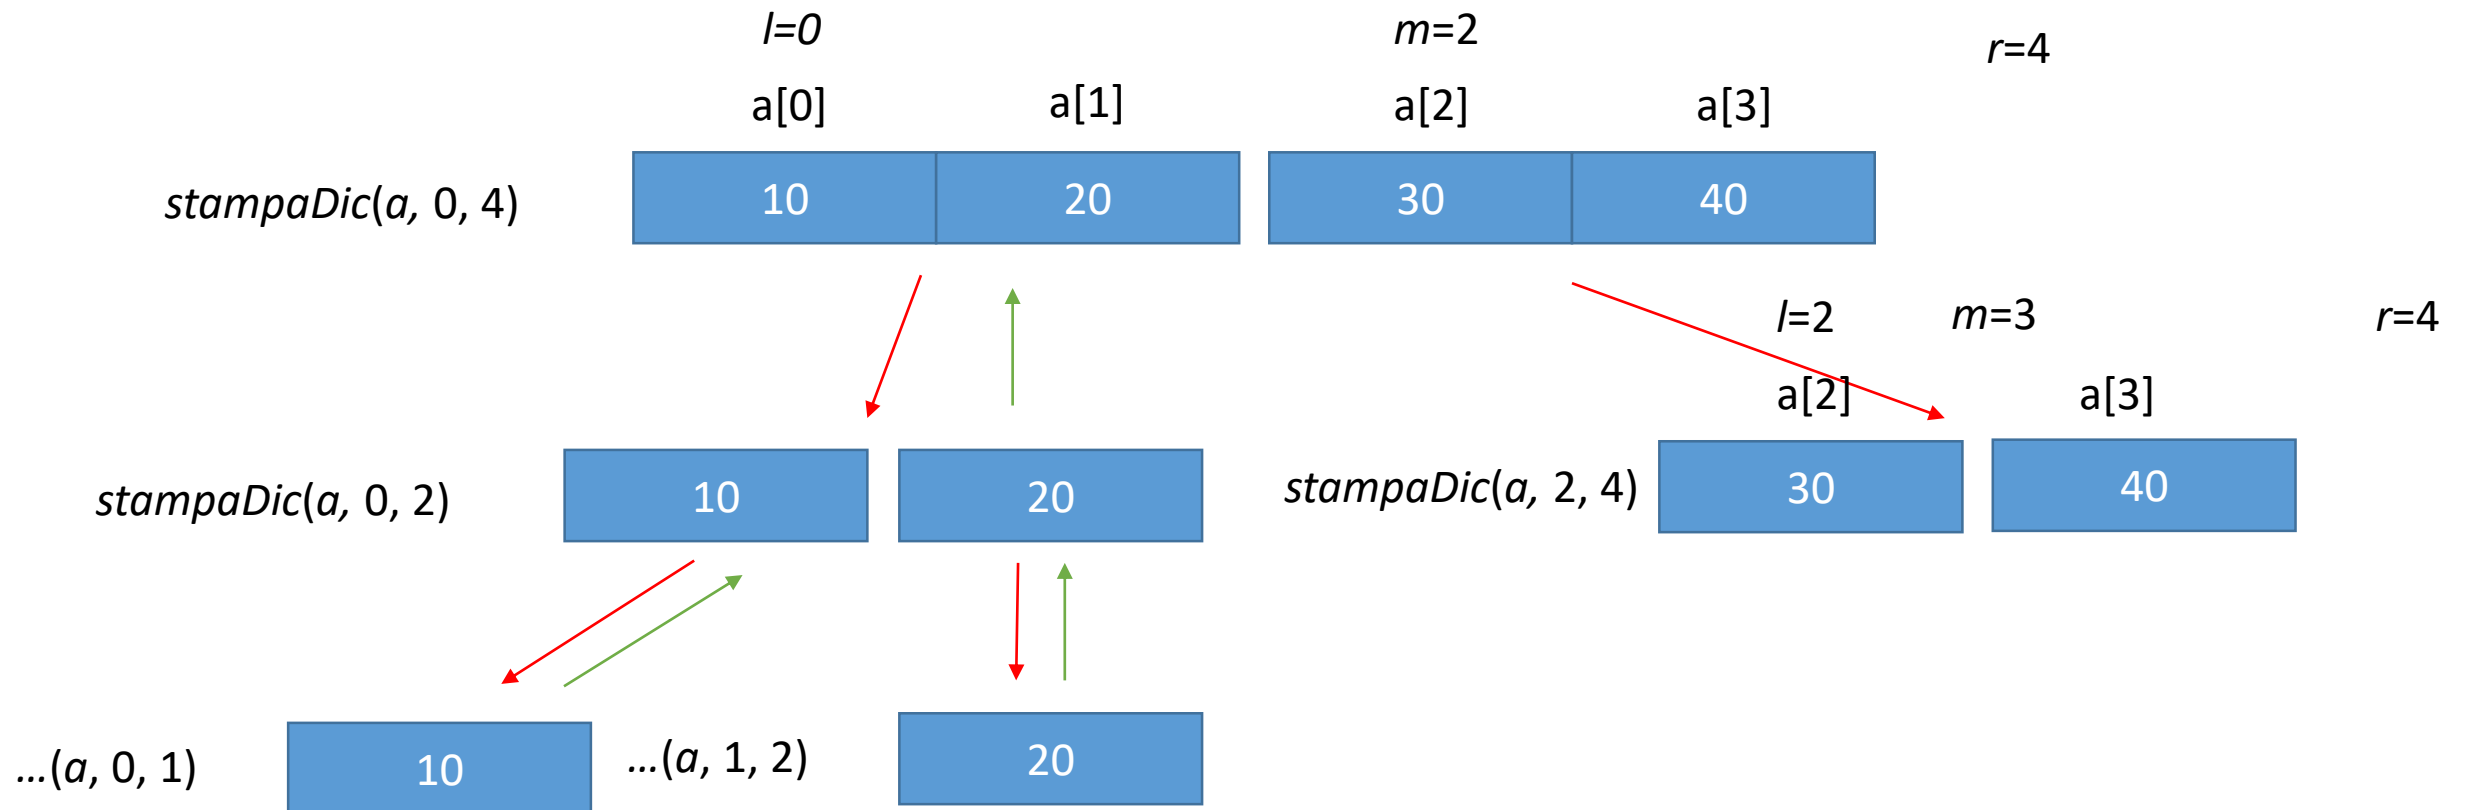 l=0 m=2 r=4
a[0] a[1] a[2] a[3]
stampaDic(a, 0, 4) 10 20 30 40
l=2 m=3 r=4
a[2] a[3]
stampaDic(a, 0, 2) 10 20 stampaDic(a, 2, 4) 30 40
...(a, 0, 1) 10 ...(a, 1, 2) 20